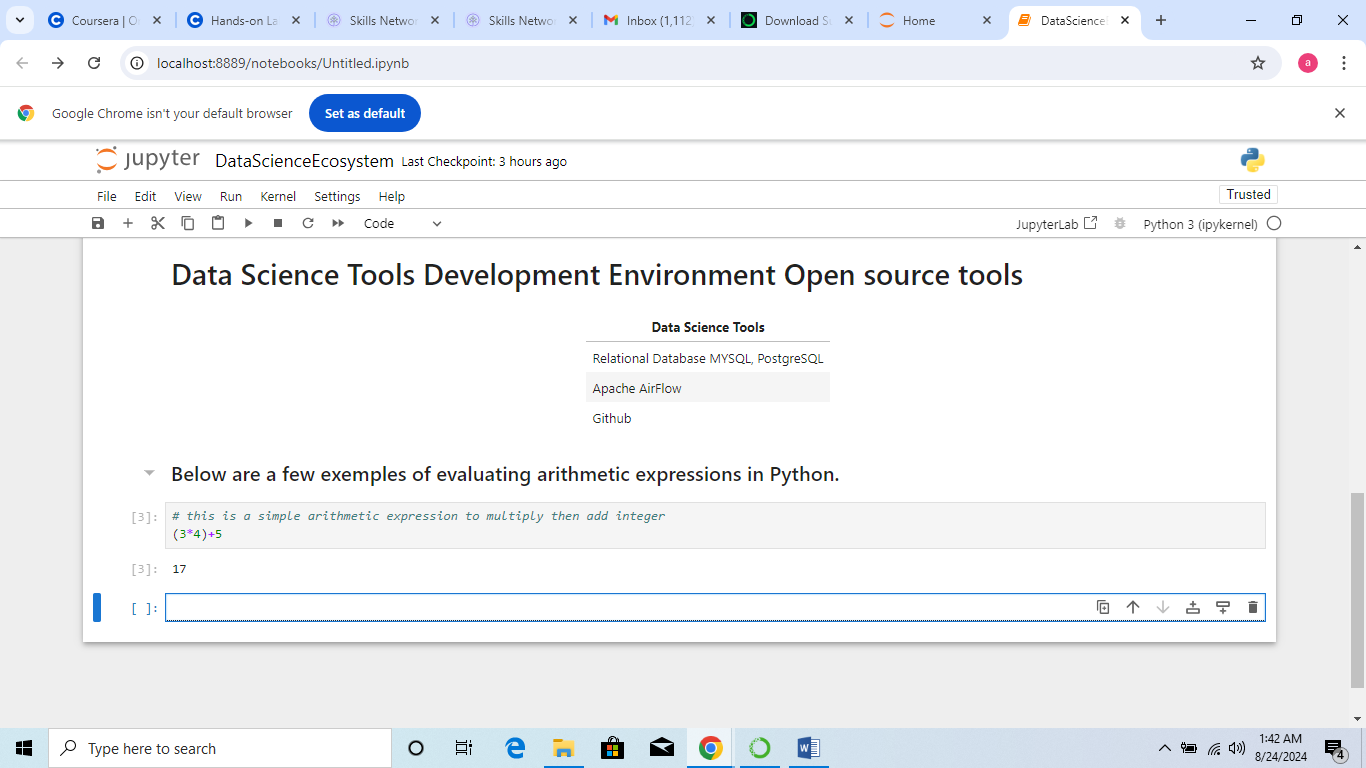 Coursera | O
Hands-on La
Skills Networ
Skills Networ
Inbox (1,112
Download Su
Home
DataScienceE
localhost:8889/notebooks/Untitled.ipynb
a
Google Chrome isn't your default browser
Set as default
jupyter DataScienceEcosystem Last Checkpoint: 3 hours ago
File Edit View Run Kernel Settings Help
Trusted
Code
JupyterLab
Python 3 (ipykernel)
Data Science Tools Development Environment Open source tools
Data Science Tools
Relational Database MYSQL, PostgreSQL
Apache AirFlow
Github
Below are a few exemples of evaluating arithmetic expressions in Python.
[3]: # this is a simple arithmetic expression to multiply then add integer
(3*4)+5
[3]: 17
[ ]:
Type here to search
1:42 AM
8/24/2024
4